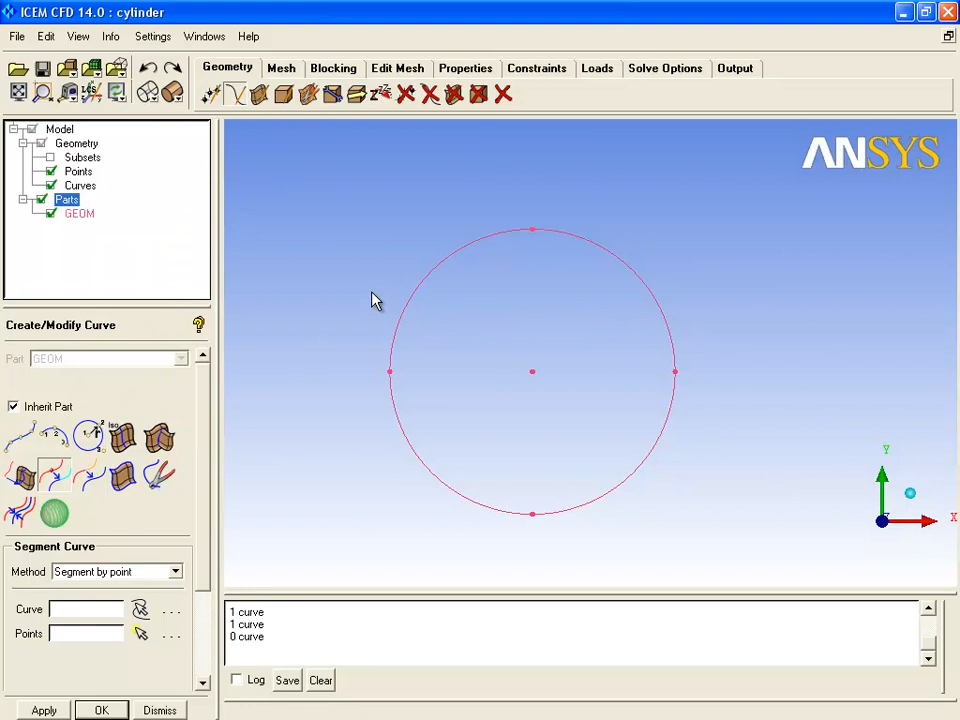 ICEM CFD 14.0 : cylinder
File Edit View Info Settings Windows Help
Geometry Mesh Blocking Edit Mesh Properties Constraints Loads Solve Options Output
Model
Geometry
Subsets
Points
Curves
Parts
GEOM
ANSYS
Create/Modify Curve
Part GEOM
Inherit Part
Segment Curve
Method Segment by point
Curve
Points
Apply OK Dismiss
Y
X
1 curve
1 curve
0 curve
Log Save Clear